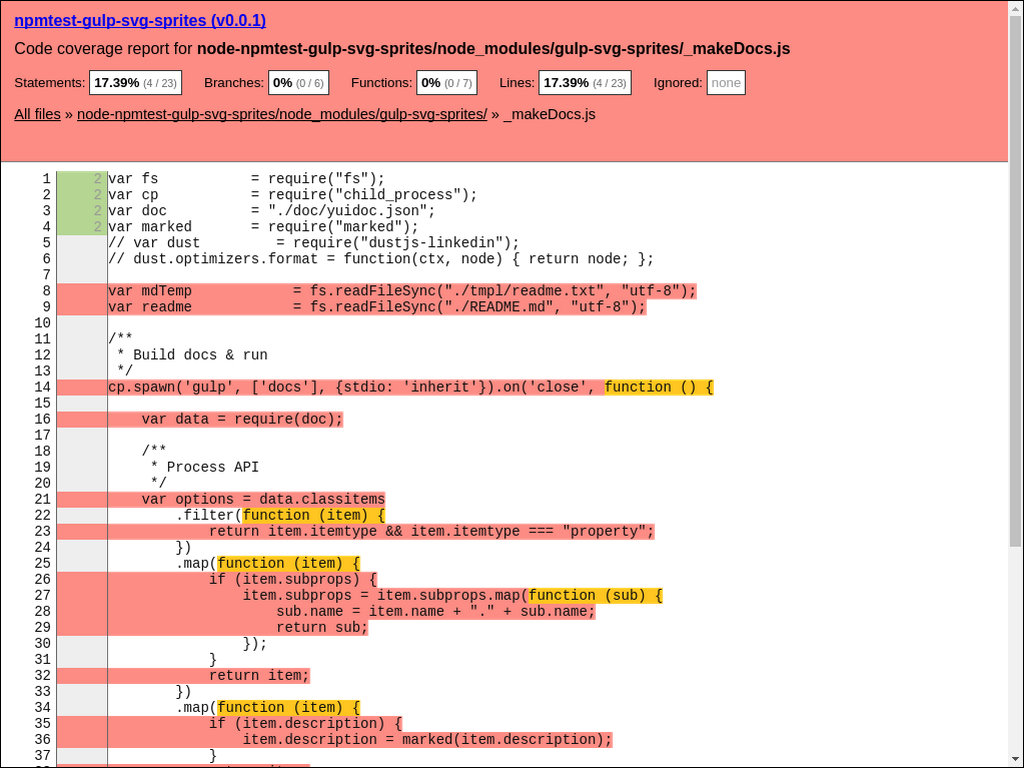 npmtest-gulp-svg-sprites (v0.0.1)
Code coverage report for node-npmtest-gulp-svg-sprites/node_modules/gulp-svg-sprites/_makeDocs.js
Statements: 17.39% (4 / 23) Branches: 0% (0 / 6) Functions: 0% (0 / 7) Lines: 17.39% (4 / 23) Ignored: none
All files » node-npmtest-gulp-svg-sprites/node_modules/gulp-svg-sprites/ » _makeDocs.js
1 2 var fs           = require("fs");
2 2 var cp           = require("child_process");
3 2 var doc          = "./doc/yuidoc.json";
4 2 var marked       = require("marked");
5 // var dust         = require("dustjs-linkedin");
6 // dust.optimizers.format = function(ctx, node) { return node; };
7
8 var mdTemp            = fs.readFileSync("./tmpl/readme.txt", "utf-8");
9 var readme            = fs.readFileSync("./README.md", "utf-8");
10
11 /**
12  * Build docs & run
13  */
14 cp.spawn('gulp', ['docs'], {stdio: 'inherit'}).on('close', function () {
15
16     var data = require(doc);
17
18     /**
19      * Process API
20      */
21     var options = data.classitems
22         .filter(function (item) {
23             return item.itemtype && item.itemtype === "property";
24         })
25         .map(function (item) {
26             if (item.subprops) {
27                 item.subprops = item.subprops.map(function (sub) {
28                     sub.name = item.name + "." + sub.name;
29                     return sub;
30                 });
31             }
32             return item;
33         })
34         .map(function (item) {
35             if (item.description) {
36                 item.description = marked(item.description);
37             }